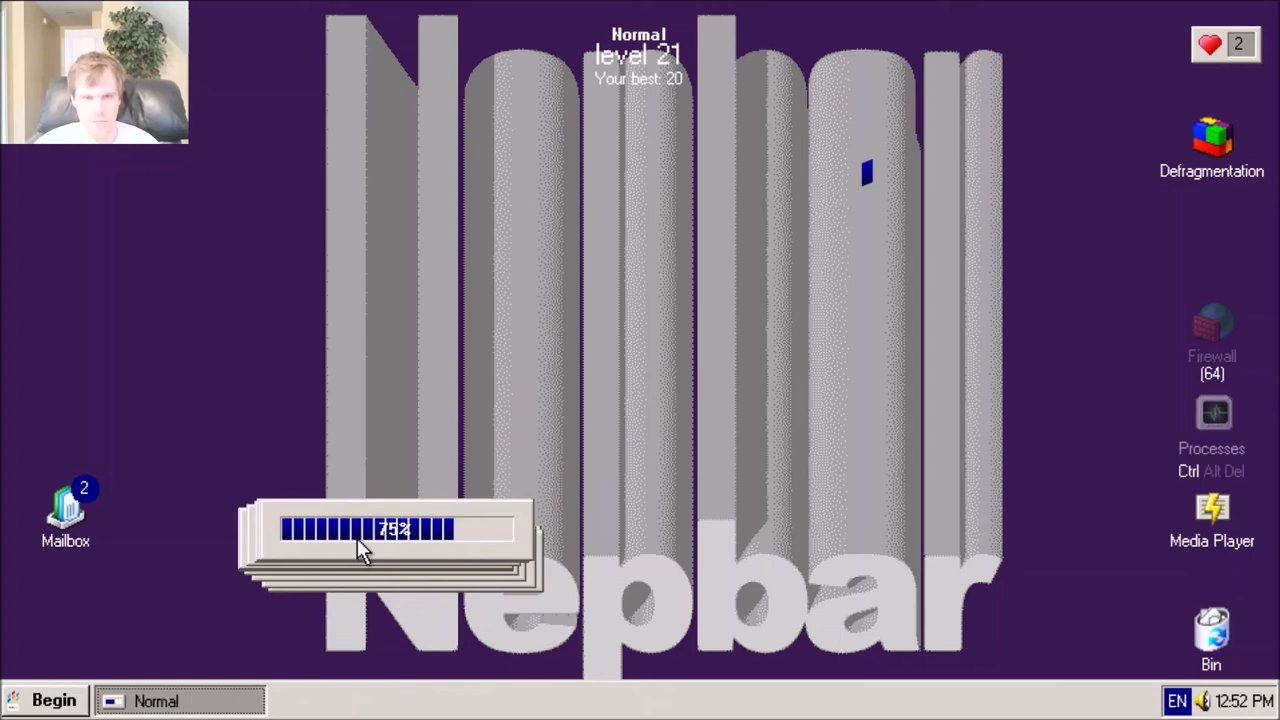 Normal
level 21
Your best: 20
2
Defragmentation
Firewall
(64)
Processes
Ctrl Alt Del
2
Mailbox
Media Player
75%
Nepbar
Bin
Begin
Normal
EN
12:52 PM